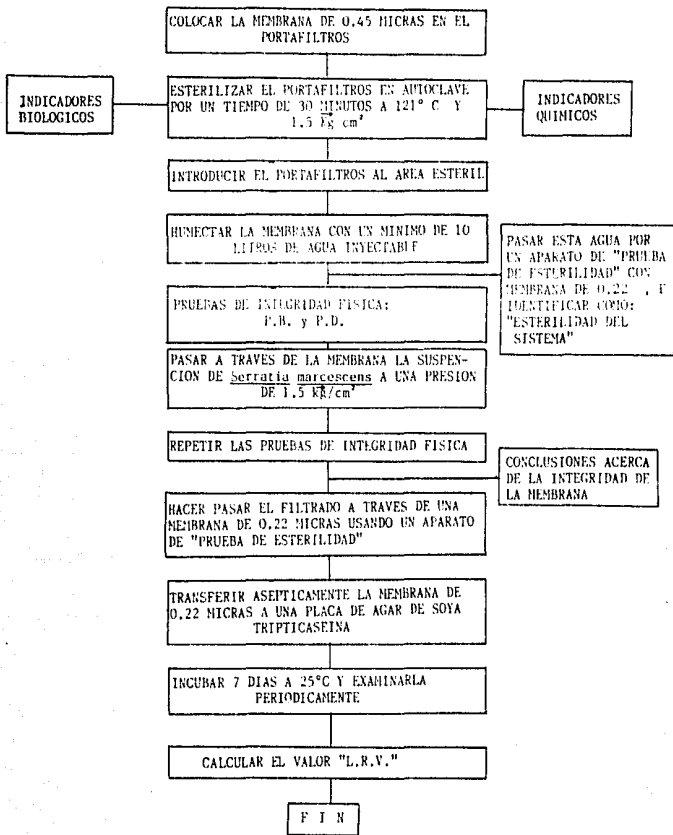 COLOCAR LA MEMBRANA DE 0,45 MICRAS EN EL
PORTAFILTROS
INDICADORES
BIOLOGICOS
ESTERILIZAR EL PORTAFILTROS EN AUTOCLAVE
POR UN TIEMPO DE 30 MINUTOS A 121° C Y
1.5 Kg cm²
INDICADORES
QUIMICOS
INTRODUCIR EL PORTAFILTROS AL AREA ESTERIL
HUMECTAR LA MEMBRANA CON UN MINIMO DE 10
LITROS DE AGUA INYECTABLE
PASAR ESTA AGUA POR
UN APARATO DE "PRUEBA
DE ESTERILIDAD" CON
MEMBRANA DE 0.22 , E
IDENTIFICAR COMO:
"ESTERILIDAD DEL
SISTEMA"
PRUEBAS DE INTEGRIDAD FISICA:
P.B. y P.D.
PASAR A TRAVES DE LA MEMBRANA LA SUSPEN-
CION DE Serratia marcescens A UNA PRESION
DE 1.5 kg/cm²
REPETIR LAS PRUEBAS DE INTEGRIDAD FISICA
CONCLUSIONES ACERCA
DE LA INTEGRIDAD DE
LA MEMBRANA
HACER PASAR EL FILTRADO A TRAVES DE UNA
MEMBRANA DE 0,22 MICRAS USANDO UN APARATO
DE "PRUEBA DE ESTERILIDAD"
TRANSFERIR ASEPTICAMENTE LA MEMBRANA DE
0,22 MICRAS A UNA PLACA DE AGAR DE SOYA
TRIPTICASEINA
INCUBAR 7 DIAS A 25°C Y EXAMINARLA
PERIODICAMENTE
CALCULAR EL VALOR "L.R.V."
F I N